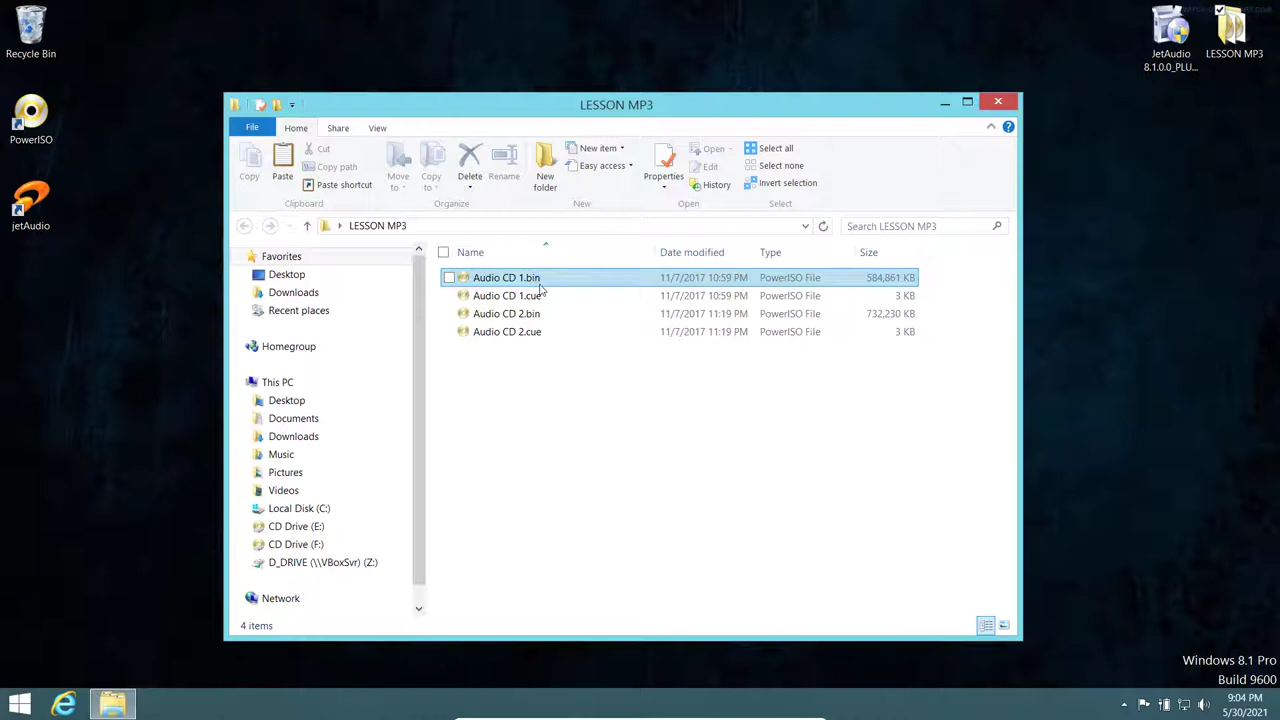 Recycle Bin
PowerISO
jetAudio
JetAudio
8.1.0.0_PLU...
LESSON MP3
LESSON MP3
File
Home
Share
View
Copy
Paste
Cut
Copy path
Paste shortcut
Clipboard
Move
to
Copy
to
Delete
Rename
Organize
New
folder
New item
Easy access
New
Properties
Open
Edit
History
Open
Select all
Select none
Invert selection
Select
LESSON MP3
Search LESSON MP3
Favorites
Desktop
Downloads
Recent places
Homegroup
This PC
Desktop
Documents
Downloads
Music
Pictures
Videos
Local Disk (C:)
CD Drive (E:)
CD Drive (F:)
D_DRIVE (\\VBoxSvr) (Z:)
Network
Name Date modified Type Size
Audio CD 1.bin 11/7/2017 10:59 PM PowerISO File 584,861 KB
Audio CD 1.cue 11/7/2017 10:59 PM PowerISO File 3 KB
Audio CD 2.bin 11/7/2017 11:19 PM PowerISO File 732,230 KB
Audio CD 2.cue 11/7/2017 11:19 PM PowerISO File 3 KB
4 items
Windows 8.1 Pro
Build 9600
9:04 PM
5/30/2021